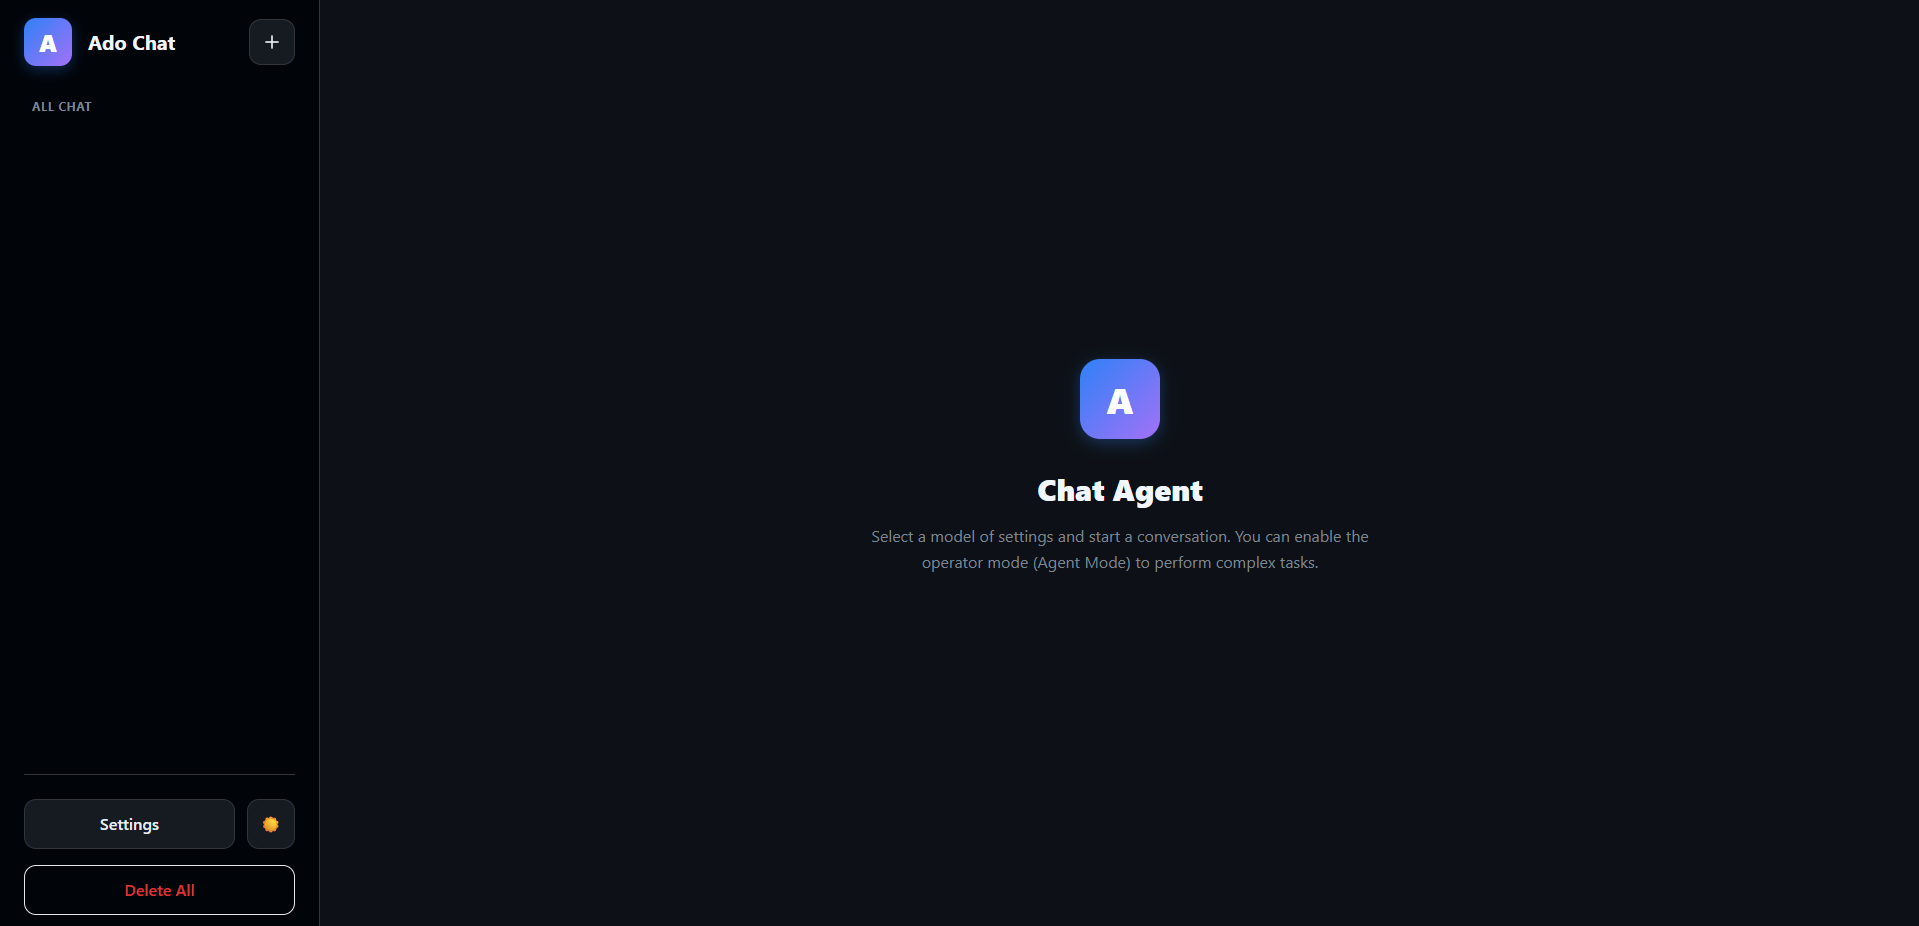 A
Ado Chat
+
ALL CHAT
A
Chat Agent
Select a model of settings and start a conversation. You can enable the
operator mode (Agent Mode) to perform complex tasks.
Settings
Delete All